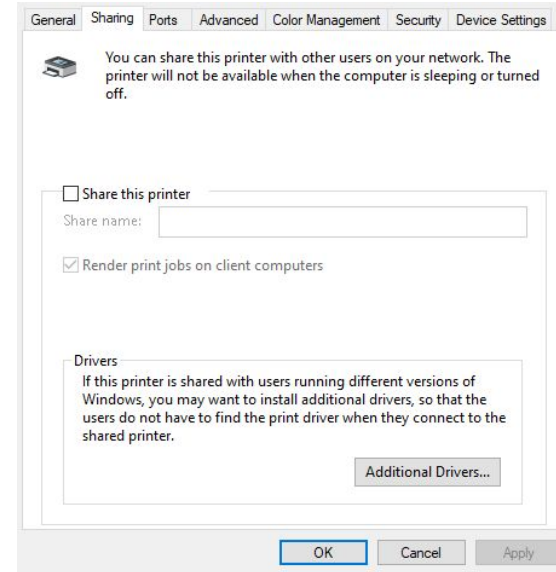 General Sharing Ports Advanced Color Management Security Device Settings
You can share this printer with other users on your network. The
printer will not be available when the computer is sleeping or turned
off.
Share this printer
Share name:
Render print jobs on client computers
Drivers
If this printer is shared with users running different versions of
Windows, you may want to install additional drivers, so that the
users do not have to find the print driver when they connect to the
shared printer.
Additional Drivers...
OK Cancel Apply